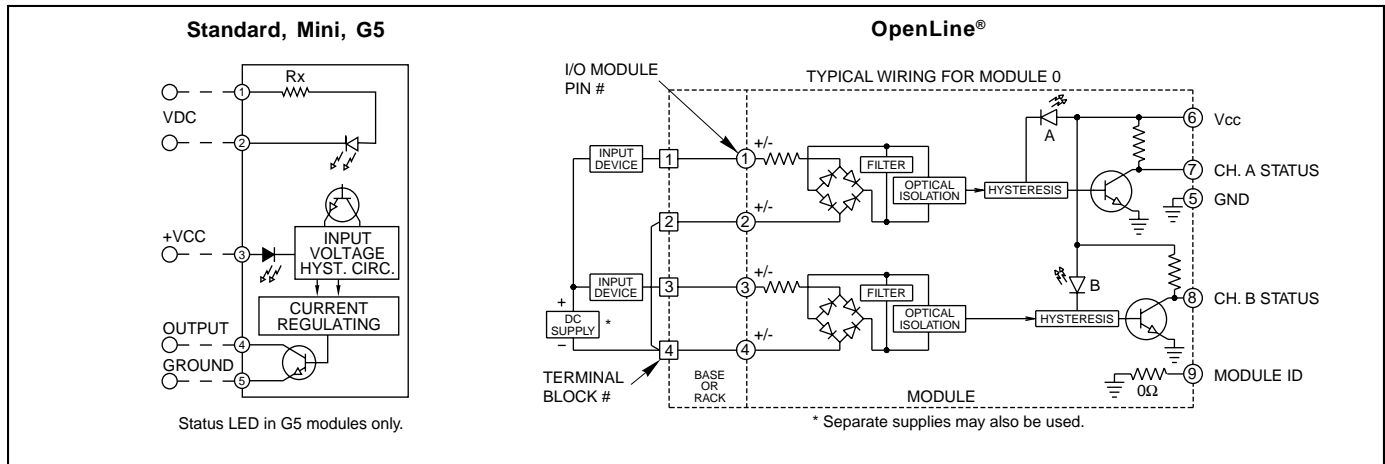 Standard, Mini, G5
Rx
1
VDC
2
+VCC
3
INPUT
VOLTAGE
HYST. CIRC.
CURRENT
REGULATING
OUTPUT
4
GROUND
5
Status LED in G5 modules only.
OpenLine®
I/O MODULE
PIN #
TYPICAL WIRING FOR MODULE 0
A
6 Vcc
INPUT
DEVICE
1
1
+/-
FILTER
OPTICAL
ISOLATION
HYSTERESIS
7 CH. A STATUS
5 GND
2
2
+/-
INPUT
DEVICE
3
3
+/-
FILTER
OPTICAL
ISOLATION
B
HYSTERESIS
8 CH. B STATUS
+
DC
SUPPLY
*
–
4
4
+/-
9 MODULE ID
0Ω
TERMINAL
BLOCK #
BASE
OR
RACK
MODULE
* Separate supplies may also be used.